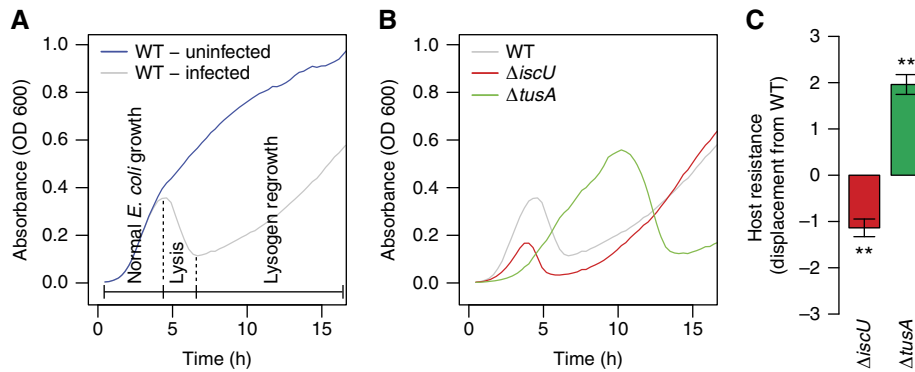 A
WT – uninfected
WT – infected
Absorbance (OD 600)
1.0
0.8
0.6
0.4
0.2
0.0
Normal E. coli growth
Lysis
Lysogen regrowth
0 5 10 15
Time (h)
B
WT
ΔiscU
ΔtusA
Absorbance (OD 600)
1.0
0.8
0.6
0.4
0.2
0.0
0 5 10 15
Time (h)
C
Host resistance
(displacement from WT)
3
2
1
0
−1
−2
−3
**
**
ΔiscU
ΔtusA